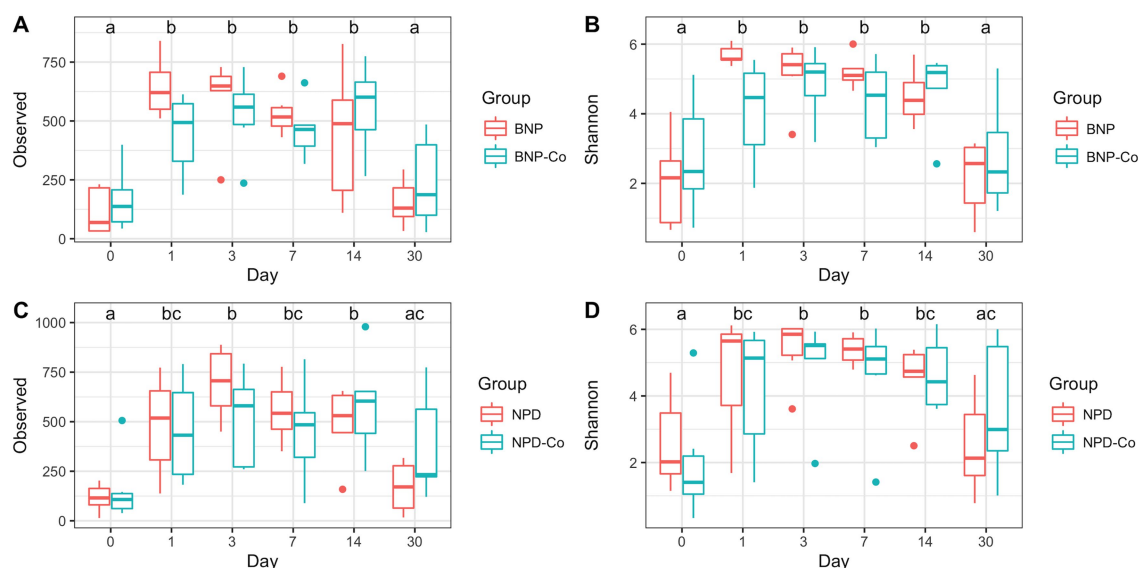 A
a b b b b a
Observed
750
500
250
0
0 1 3 7 14 30
Day
Group
BNP
BNP-Co
B
a b b b b a
Shannon
6
4
2
0 1 3 7 14 30
Day
Group
BNP
BNP-Co
C
a bc b bc b ac
Observed
1000
750
500
250
0
0 1 3 7 14 30
Day
Group
NPD
NPD-Co
D
a bc b b bc ac
Shannon
6
4
2
0 1 3 7 14 30
Day
Group
NPD
NPD-Co